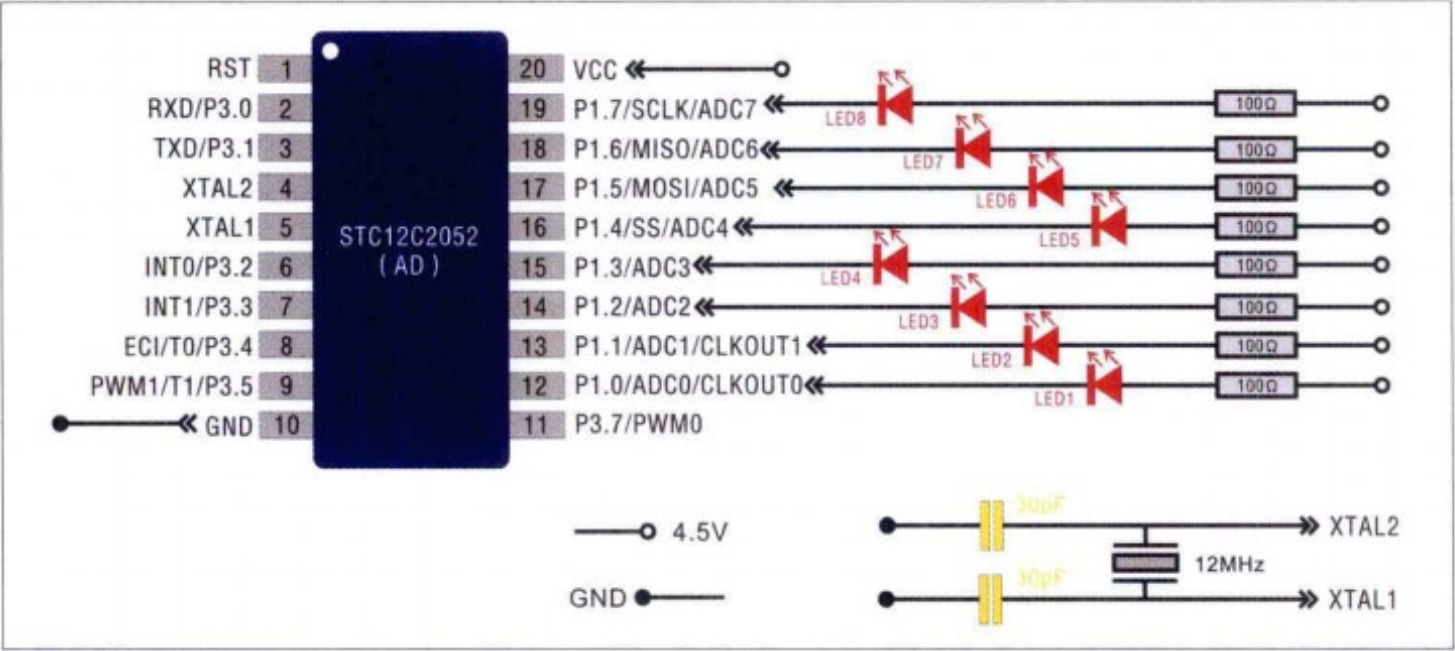 RST 1 20 VCC
RXD/P3.0 2 19 P1.7/SCLK/ADC7 LED8 100Ω
TXD/P3.1 3 18 P1.6/MISO/ADC6 LED7 100Ω
XTAL2 4 17 P1.5/MOSI/ADC5 LED6 100Ω
XTAL1 5 STC12C2052 16 P1.4/SS/ADC4 LED5 100Ω
INT0/P3.2 6 (AD) 15 P1.3/ADC3 LED4 100Ω
INT1/P3.3 7 14 P1.2/ADC2 LED3 100Ω
ECI/T0/P3.4 8 13 P1.1/ADC1/CLKOUT1 LED2 100Ω
PWM1/T1/P3.5 9 12 P1.0/ADC0/CLKOUT0 LED1 100Ω
GND 10 11 P3.7/PWM0
30pF
4.5V XTAL2
12MHz
30pF
GND XTAL1